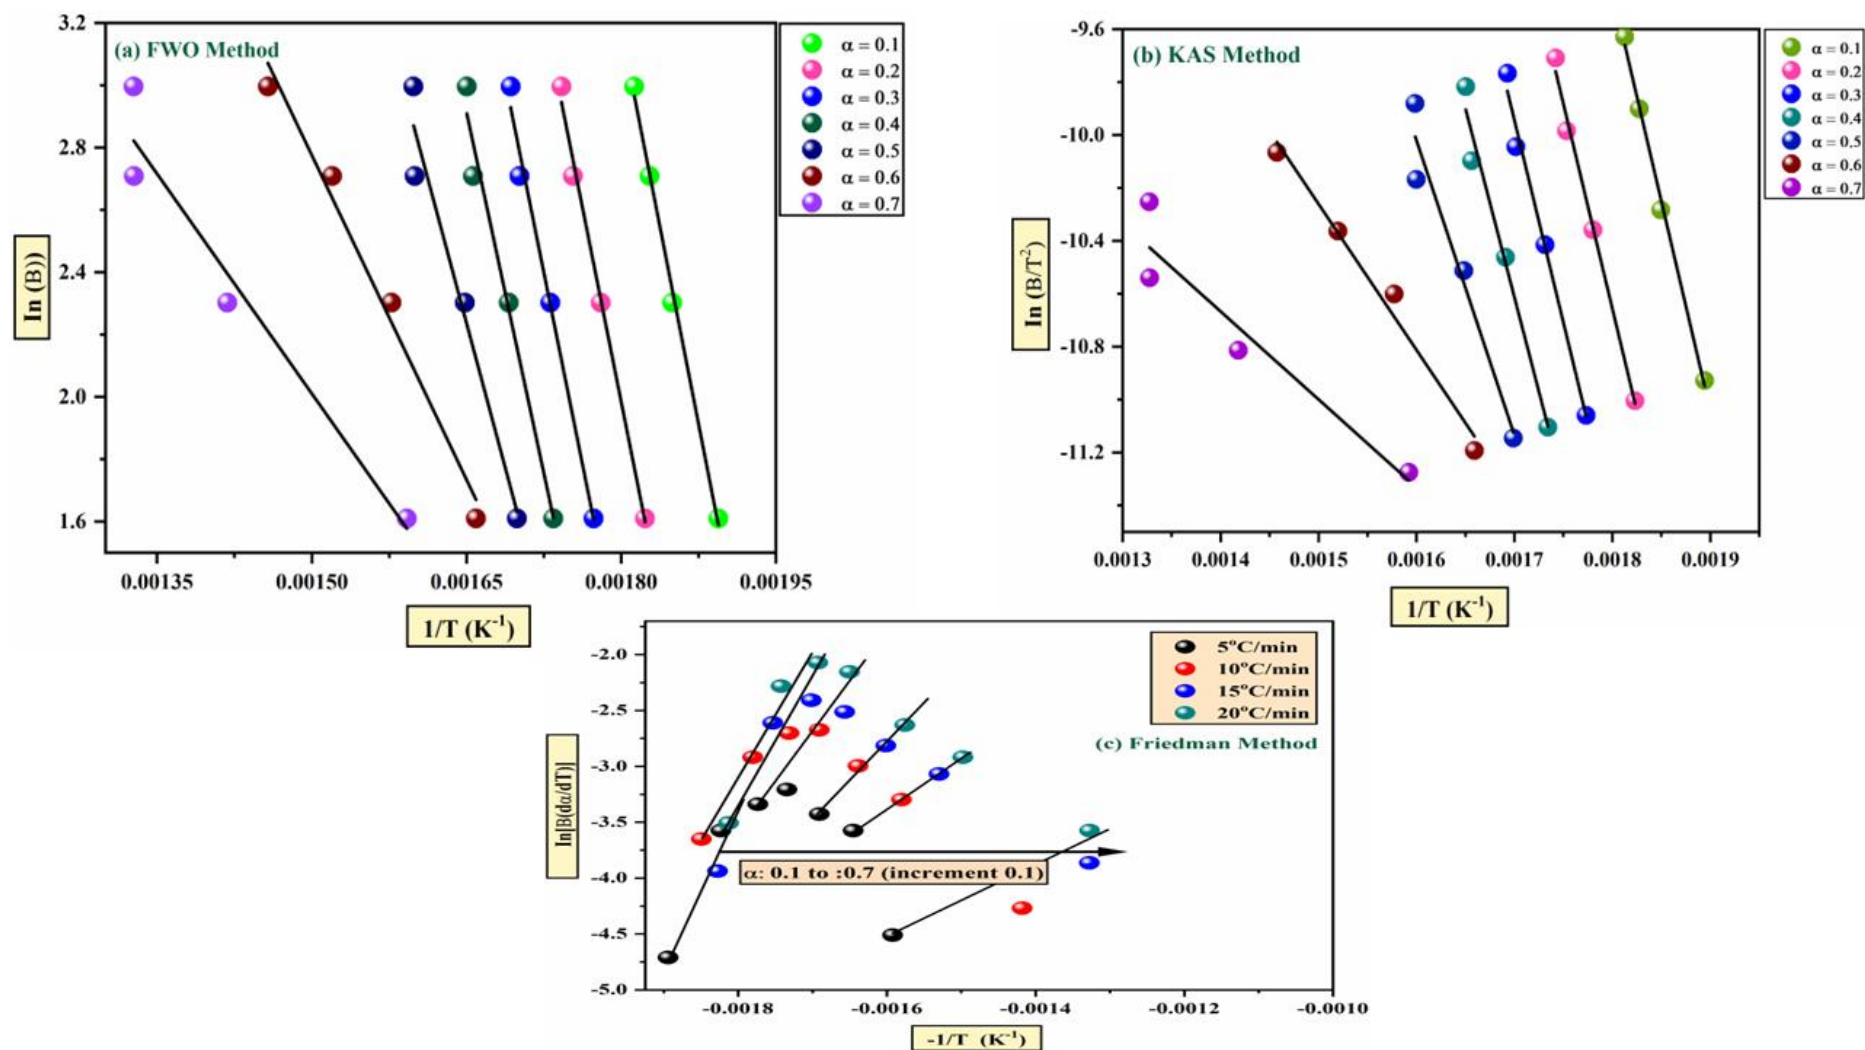 (a) FWO Method
3.2
2.8
2.4
2.0
1.6
In (B))
0.00135 0.00150 0.00165 0.00180 0.00195
1/T (K⁻¹)
α = 0.1
α = 0.2
α = 0.3
α = 0.4
α = 0.5
α = 0.6
α = 0.7
(b) KAS Method
-9.6
-10.0
-10.4
-10.8
-11.2
In (B/T²)
0.0013 0.0014 0.0015 0.0016 0.0017 0.0018 0.0019
1/T (K⁻¹)
α = 0.1
α = 0.2
α = 0.3
α = 0.4
α = 0.5
α = 0.6
α = 0.7
-2.0
-2.5
-3.0
-3.5
-4.0
-4.5
-5.0
ln|B(dα/dT)|
5°C/min
10°C/min
15°C/min
20°C/min
(c) Friedman Method
α: 0.1 to :0.7 (increment 0.1)
-0.0018 -0.0016 -0.0014 -0.0012 -0.0010
-1/T (K⁻¹)